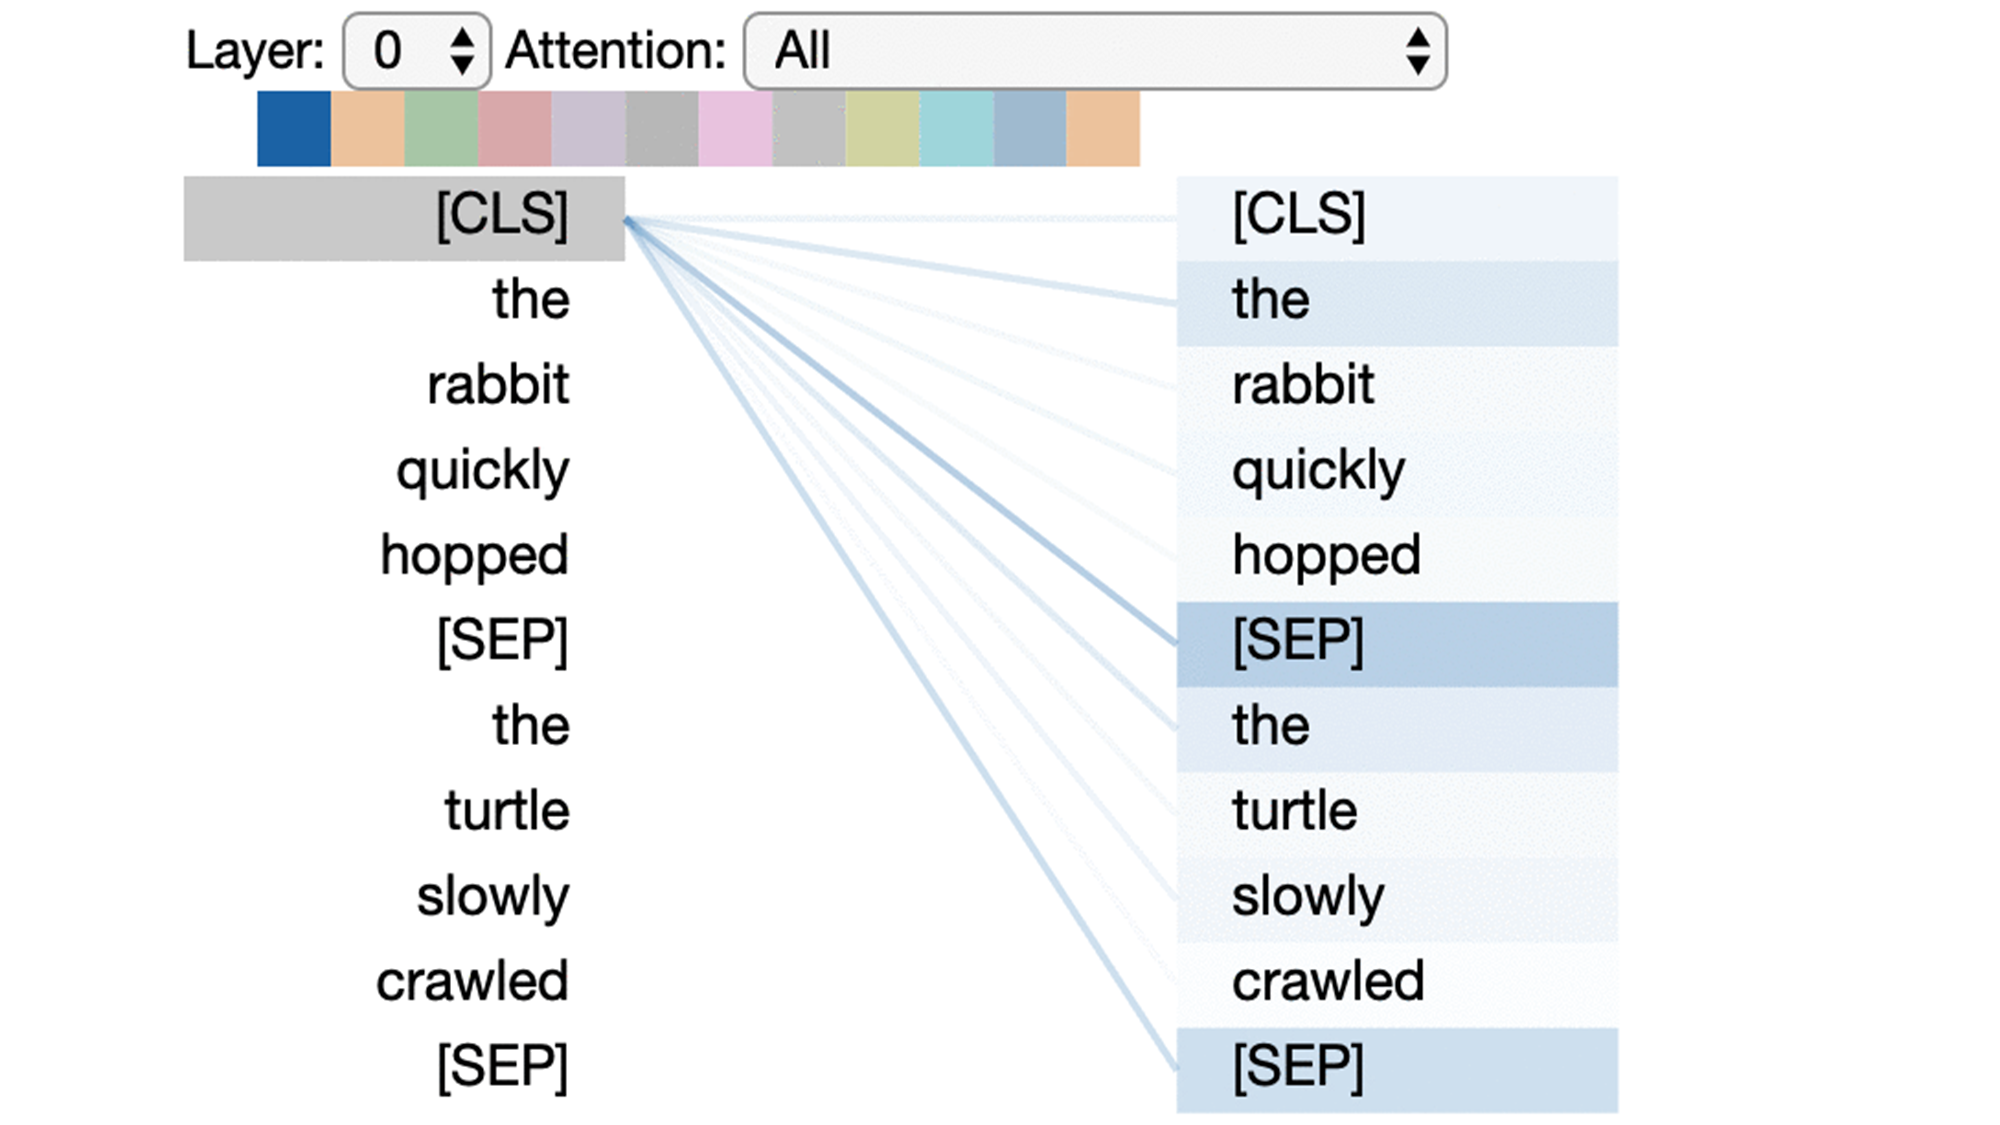 Layer: 0 Attention: All
[CLS] [CLS]
the the
rabbit rabbit
quickly quickly
hopped hopped
[SEP] [SEP]
the the
turtle turtle
slowly slowly
crawled crawled
[SEP] [SEP]